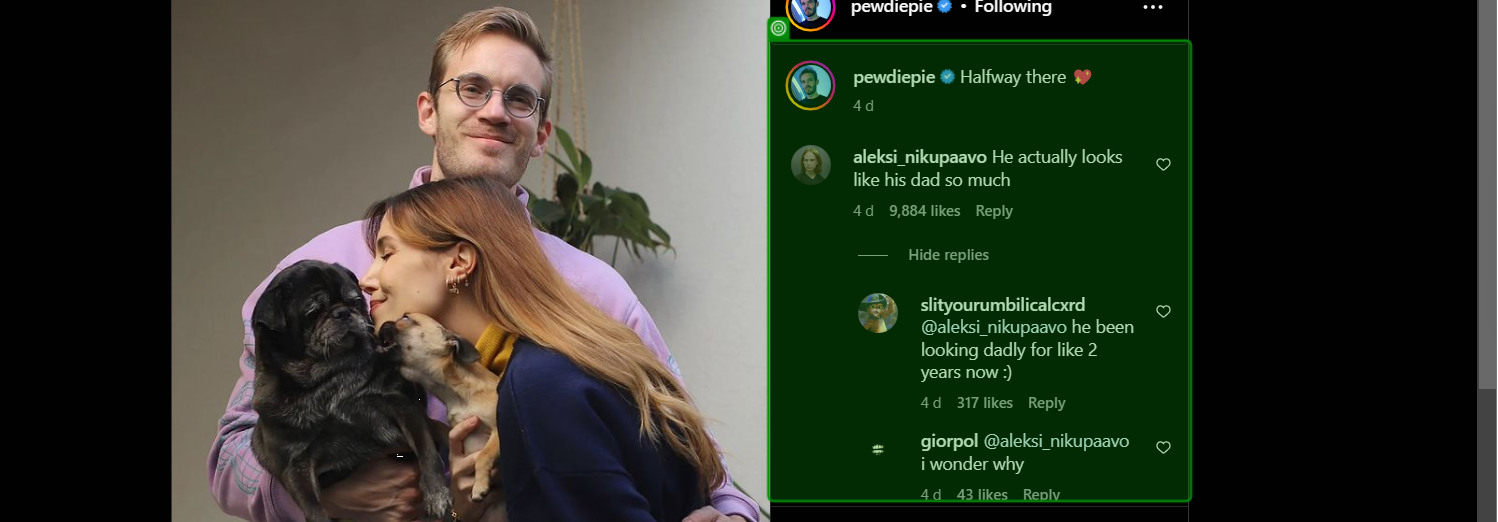 pewdiepie • Following
pewdiepie Halfway there
4 d
aleksi_nikupaavo He actually looks
like his dad so much
4 d 9,884 likes Reply
Hide replies
slityourumbilicalcxrd
@aleksi_nikupaavo he been
looking dadly for like 2
years now :)
4 d 317 likes Reply
giorpol @aleksi_nikupaavo
i wonder why
4 d 43 likes Reply